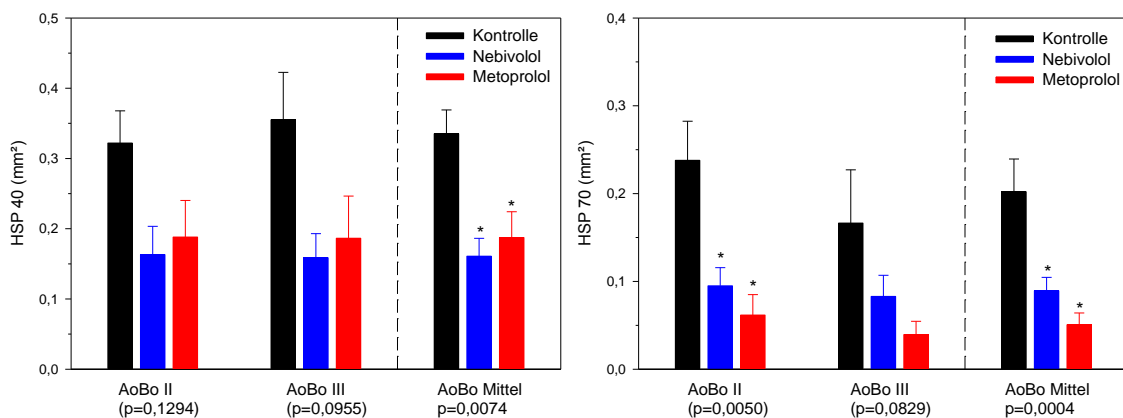 0,5
0,4
0,3
0,2
0,1
0,0
HSP 40 (mm²)
Kontrolle
Nebivolol
Metoprolol
* *
AoBo II
(p=0,1294)
AoBo III
(p=0,0955)
AoBo Mittel
p=0,0074
0,4
0,3
0,2
0,1
0,0
HSP 70 (mm²)
Kontrolle
Nebivolol
Metoprolol
* *
* *
AoBo II
(p=0,0050)
AoBo III
(p=0,0829)
AoBo Mittel
p=0,0004